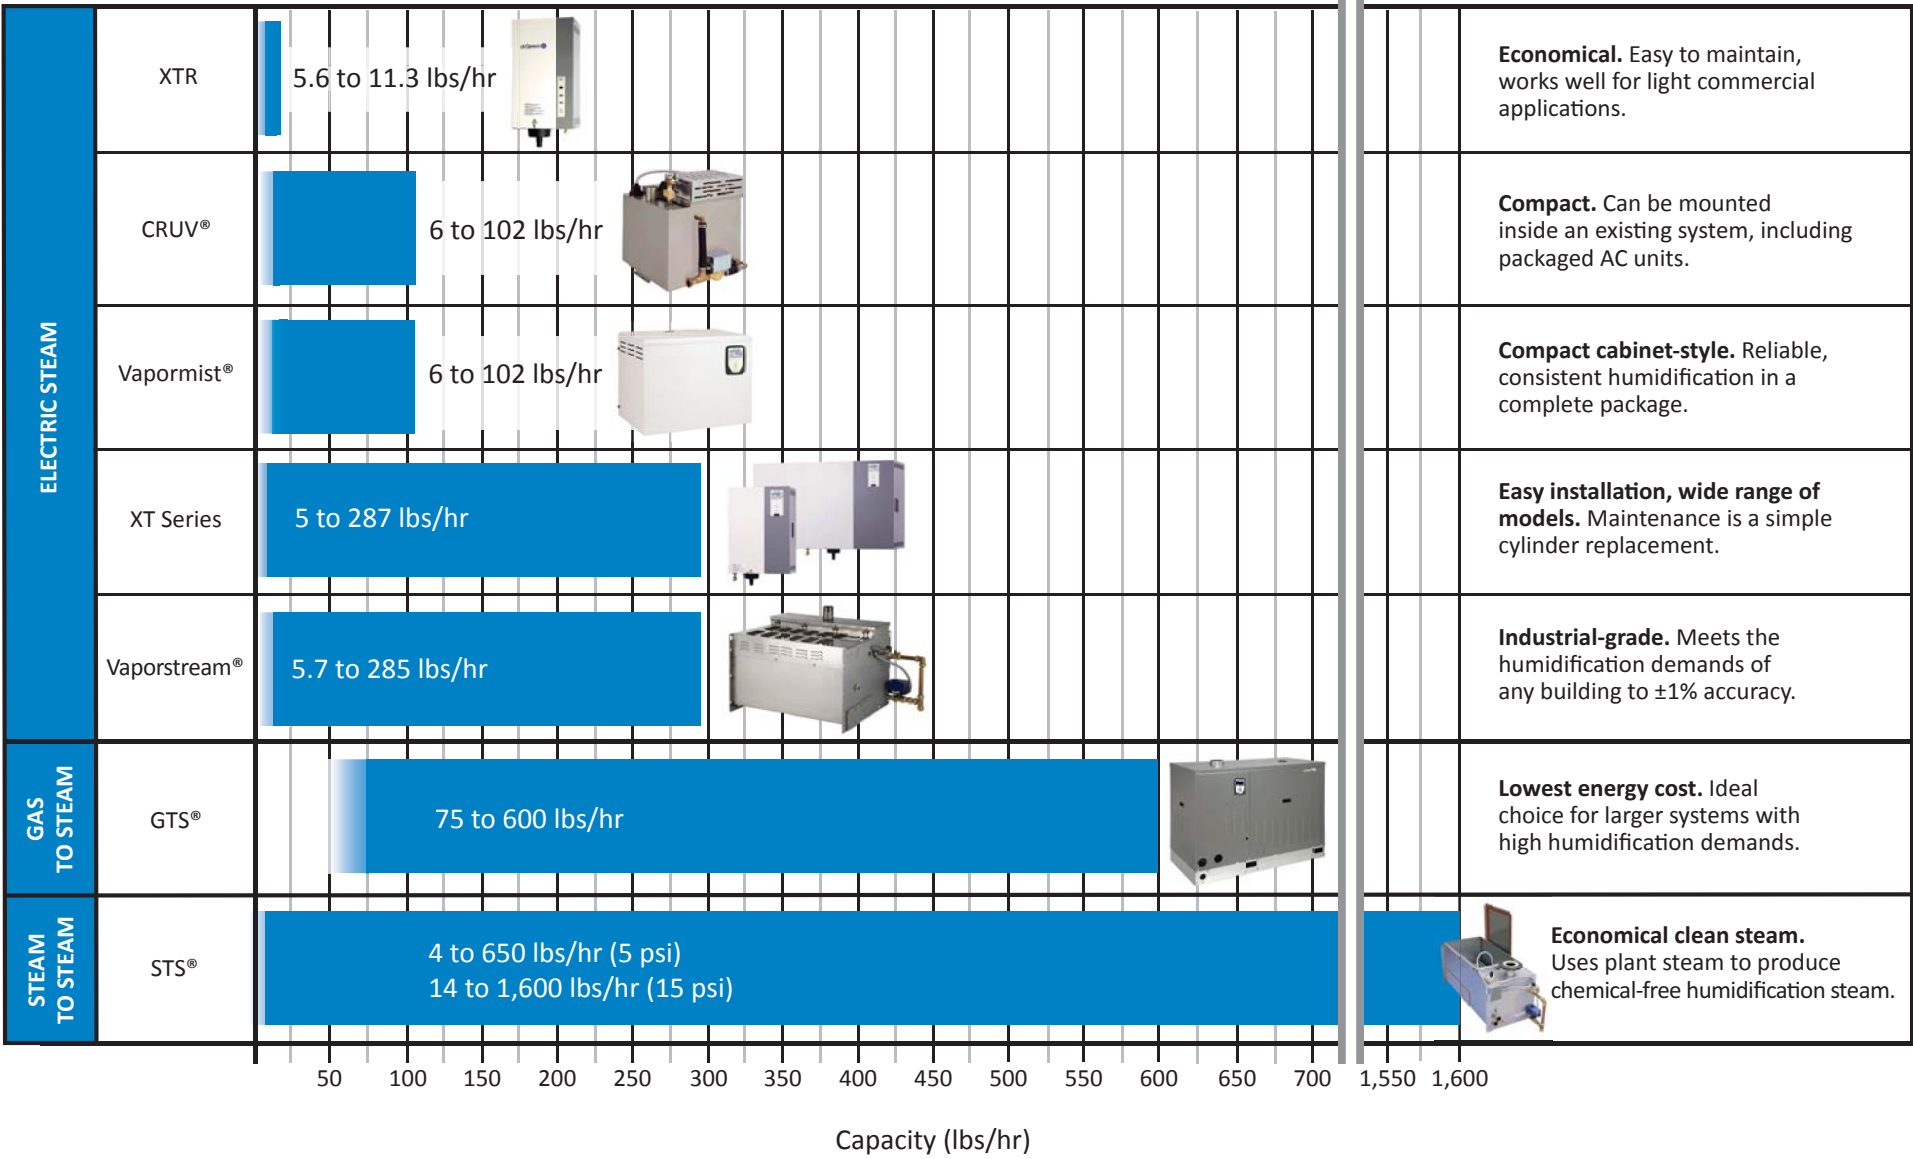 ELECTRIC STEAM
XTR
5.6 to 11.3 lbs/hr
Economical. Easy to maintain,
works well for light commercial
applications.
CRUV®
6 to 102 lbs/hr
Compact. Can be mounted
inside an existing system, including
packaged AC units.
Vapormist®
6 to 102 lbs/hr
Compact cabinet-style. Reliable,
consistent humidification in a
complete package.
XT Series
5 to 287 lbs/hr
Easy installation, wide range of
models. Maintenance is a simple
cylinder replacement.
Vaporstream®
5.7 to 285 lbs/hr
Industrial-grade. Meets the
humidification demands of
any building to ±1% accuracy.
GAS
TO STEAM
GTS®
75 to 600 lbs/hr
Lowest energy cost. Ideal
choice for larger systems with
high humidification demands.
STEAM
TO STEAM
STS®
4 to 650 lbs/hr (5 psi)
14 to 1,600 lbs/hr (15 psi)
Economical clean steam.
Uses plant steam to produce
chemical-free humidification steam.
50 100 150 200 250 300 350 400 450 500 550 600 650 700 1,550 1,600
Capacity (lbs/hr)